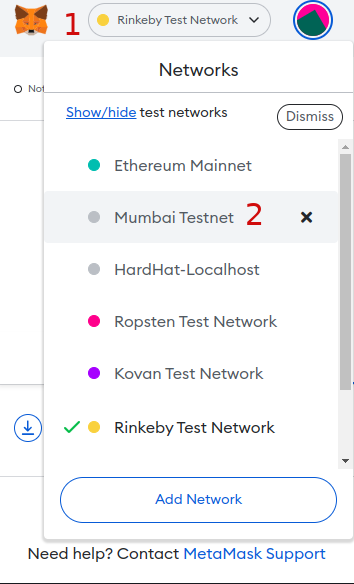 1 Rinkeby Test Network
Networks
Not
Show/hide test networks Dismiss
Ethereum Mainnet
Mumbai Testnet 2
HardHat-Localhost
Ropsten Test Network
Kovan Test Network
Rinkeby Test Network
Add Network
Need help? Contact MetaMask Support